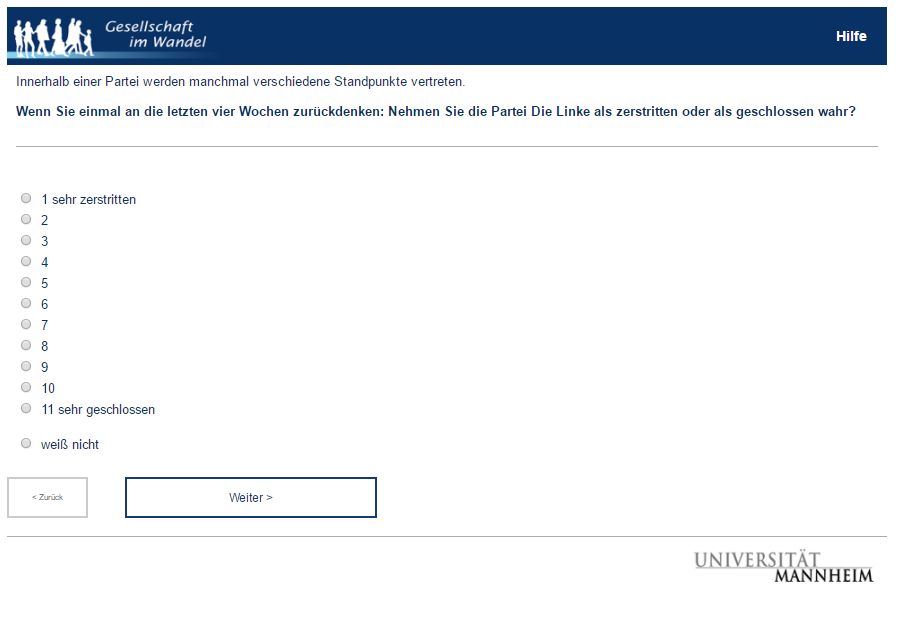 Gesellschaft
im Wandel
Hilfe
Innerhalb einer Partei werden manchmal verschiedene Standpunkte vertreten.
Wenn Sie einmal an die letzten vier Wochen zurückdenken: Nehmen Sie die Partei Die Linke als zerstritten oder als geschlossen wahr?
1 sehr zerstritten
2
3
4
5
6
7
8
9
10
11 sehr geschlossen
weiß nicht
< Zurück
Weiter >
UNIVERSITÄT
MANNHEIM